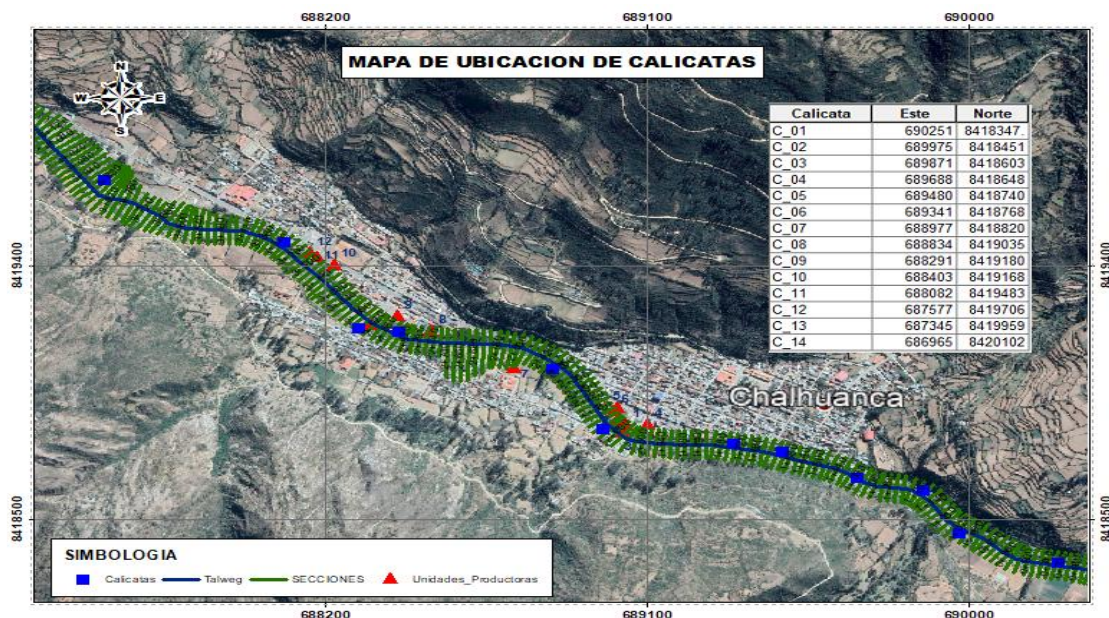 688200 689100 690000
MAPA DE UBICACION DE CALICATAS
N
W E
S
Calicata Este Norte
C_01 690251 8418347.
C_02 689975 8418451
C_03 689871 8418603
C_04 689688 8418648
C_05 689480 8418740
C_06 689341 8418768
C_07 688977 8418820
C_08 688834 8419035
C_09 688291 8419180
C_10 688403 8419168
C_11 688082 8419483
C_12 687577 8419706
C_13 687345 8419959
C_14 686965 8420102
12
11 10
8419400 8419400
8
7
Chalhuanca
8418500 8418500
SIMBOLOGIA
Calicatas Talweg SECCIONES Unidades_Productoras
688200 689100 690000